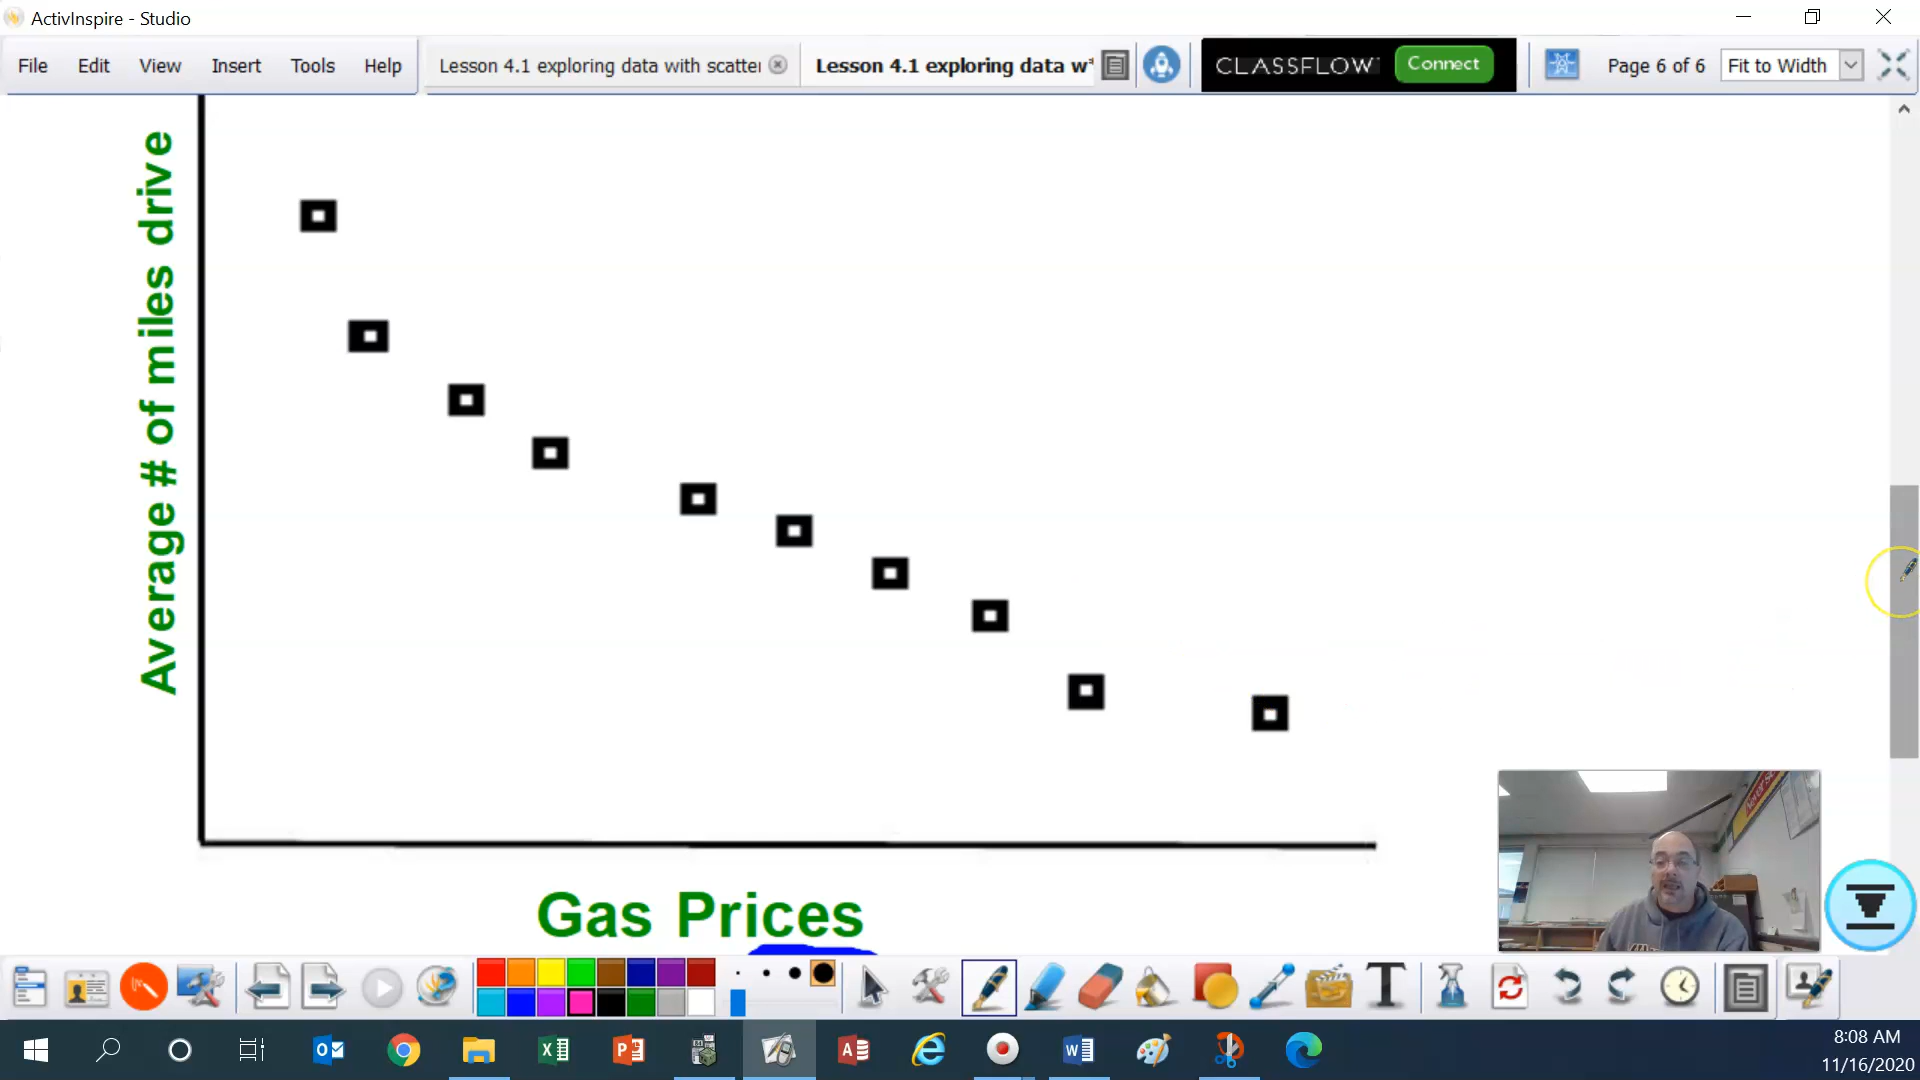 ActivInspire - Studio
File Edit View Insert Tools Help
Lesson 4.1 exploring data with scatter
Lesson 4.1 exploring data w*
CLASSFLOW Connect
Page 6 of 6
Fit to Width
Average # of miles drive
Gas Prices
T
8:08 AM
11/16/2020